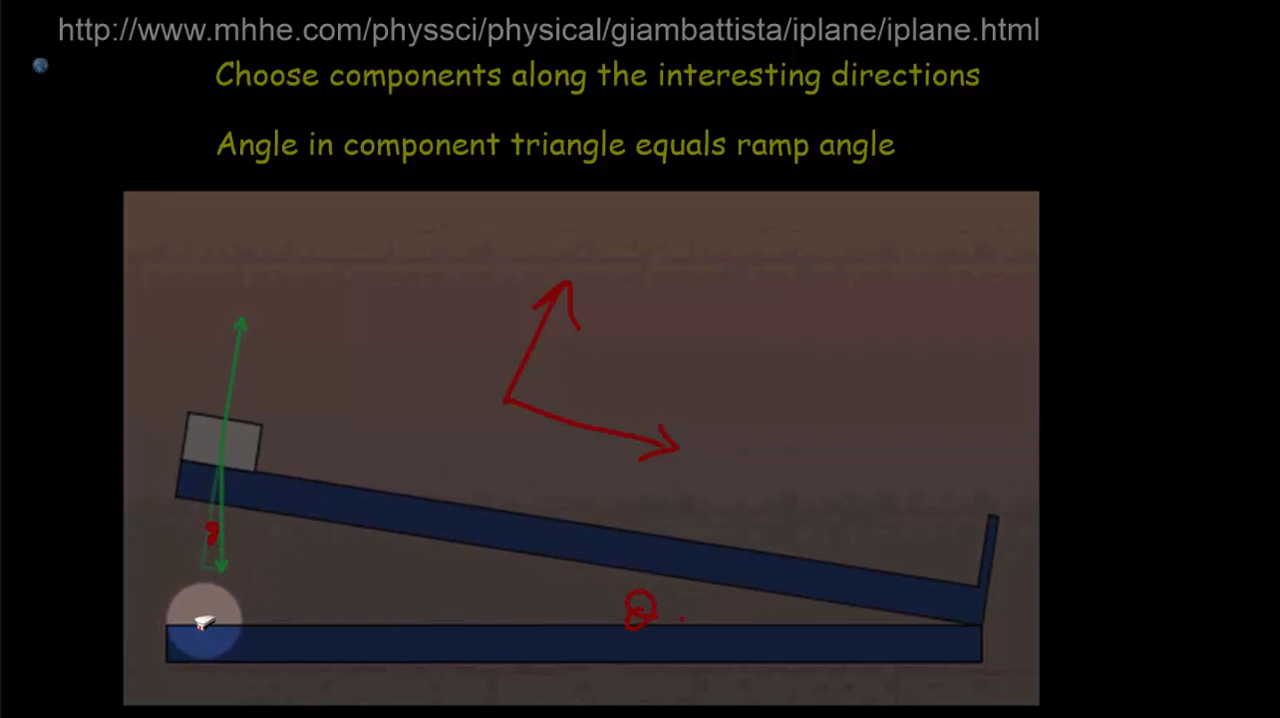 http://www.mhhe.com/physsci/physical/giambattista/iplane/iplane.html
Choose components along the interesting directions
Angle in component triangle equals ramp angle